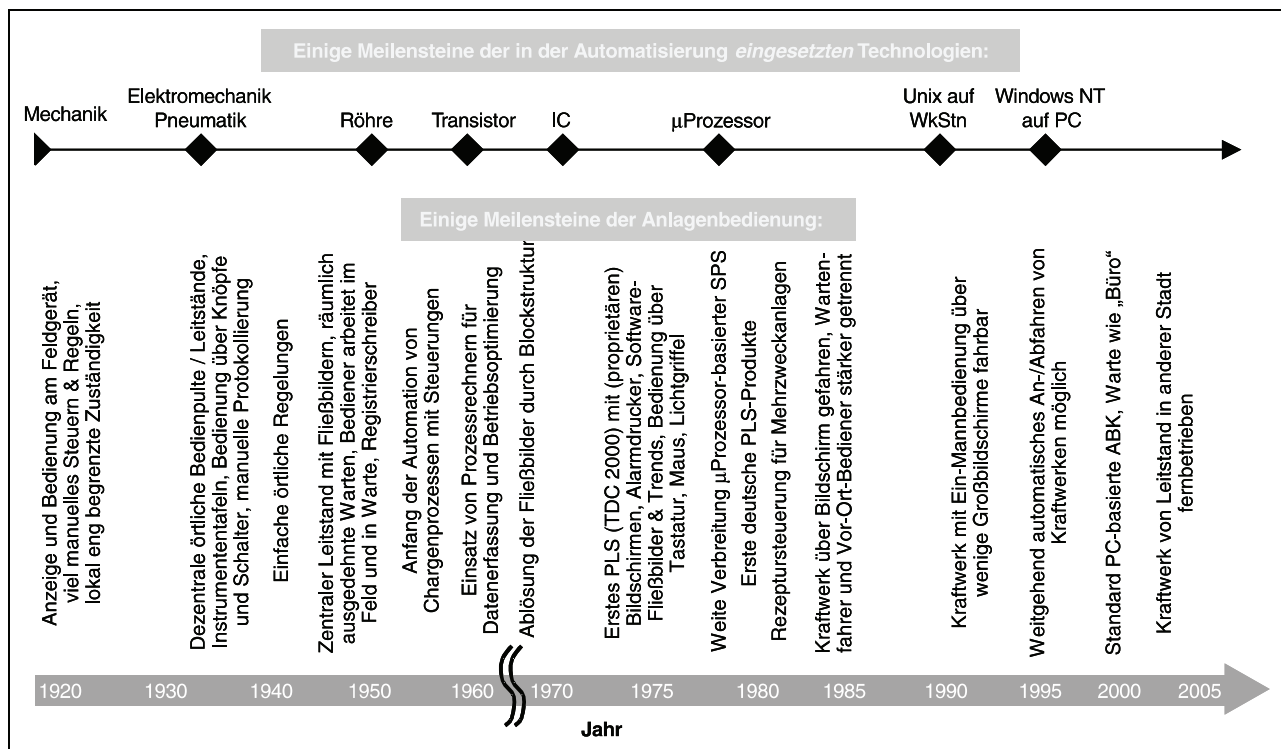 Einige Meilensteine der in der Automatisierung eingesetzten Technologien:
Mechanik
Elektromechanik
Pneumatik
Röhre
Transistor
IC
µProzessor
Unix auf
WkStn
Windows NT
auf PC
Einige Meilensteine der Anlagenbedienung:
Anzeige und Bedienung am Feldgerät,
viel manuelles Steuern & Regeln,
lokal eng begrenzte Zuständigkeit
Dezentrale örtliche Bedienpulte / Leitstände,
Instrumententafeln, Bedienung über Knöpfe
und Schalter, manuelle Protokollierung
Einfache örtliche Regelungen
Zentraler Leitstand mit Fließbildern, räumlich
ausgedehnte Warten, Bediener arbeitet im
Feld und in Warte, Registrierschreiber
Anfang der Automation von
Chargenprozessen mit Steuerungen
Einsatz von Prozessrechnern für
Datenerfassung und Betriebsoptimierung
Ablösung der Fließbilder durch Blockstruktur
Erstes PLS (TDC 2000) mit (proprietären)
Bildschirmen, Alarmdrucker, Software-
Fließbilder & Trends, Bedienung über
Tastatur, Maus, Lichtgriffel
Weite Verbreitung µProzessor-basierter SPS
Erste deutsche PLS-Produkte
Rezeptursteuerung für Mehrzweckanlagen
Kraftwerk über Bildschirm gefahren, Warten-
fahrer und Vor-Ort-Bediener stärker getrennt
Kraftwerk mit Ein-Mannbedienung über
wenige Großbildschirme fahrbar
Weitgehend automatisches An-/Abfahren von
Kraftwerken möglich
Standard PC-basierte ABK, Warte wie „Büro“
Kraftwerk von Leitstand in anderer Stadt
fernbetrieben
1920 1930 1940 1950 1960 1970 1975 1980 1985 1990 1995 2000 2005
Jahr